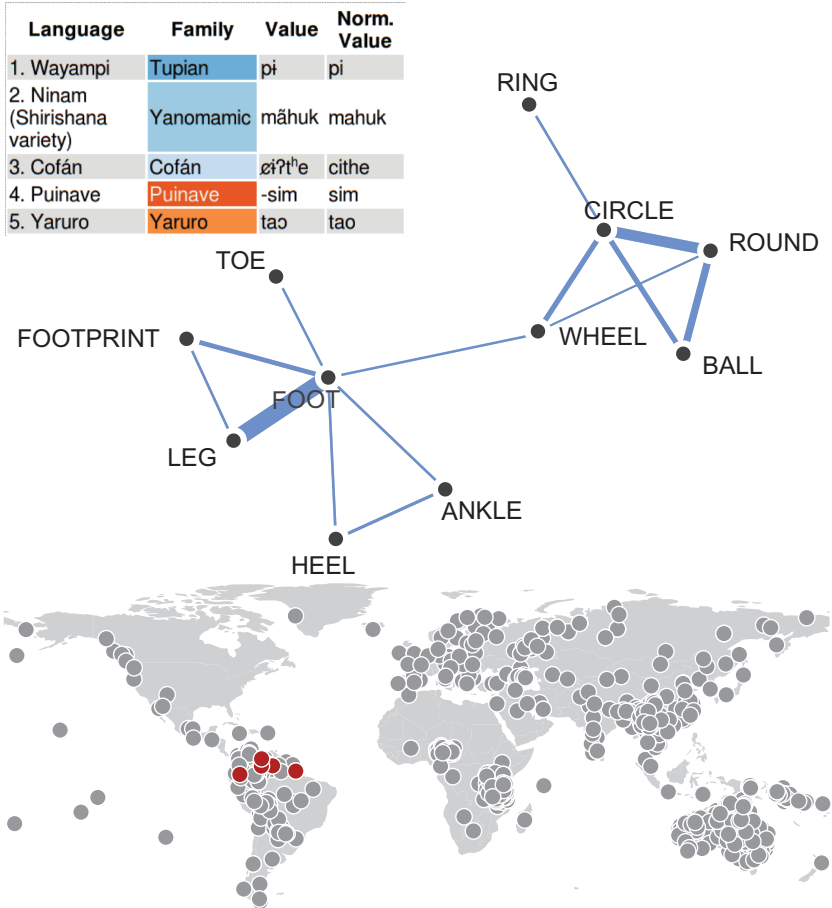 Language Family Value Norm. Value
1. Wayampi Tupian pɨ pi
2. Ninam (Shirishana variety) Yanomamic mãhuk mahuk
3. Cofán Cofán cithe
4. Puinave Puinave -sim sim
5. Yaruro Yaruro taɔ tao
RING
CIRCLE
ROUND
TOE
FOOTPRINT
WHEEL
BALL
FOOT
LEG
ANKLE
HEEL